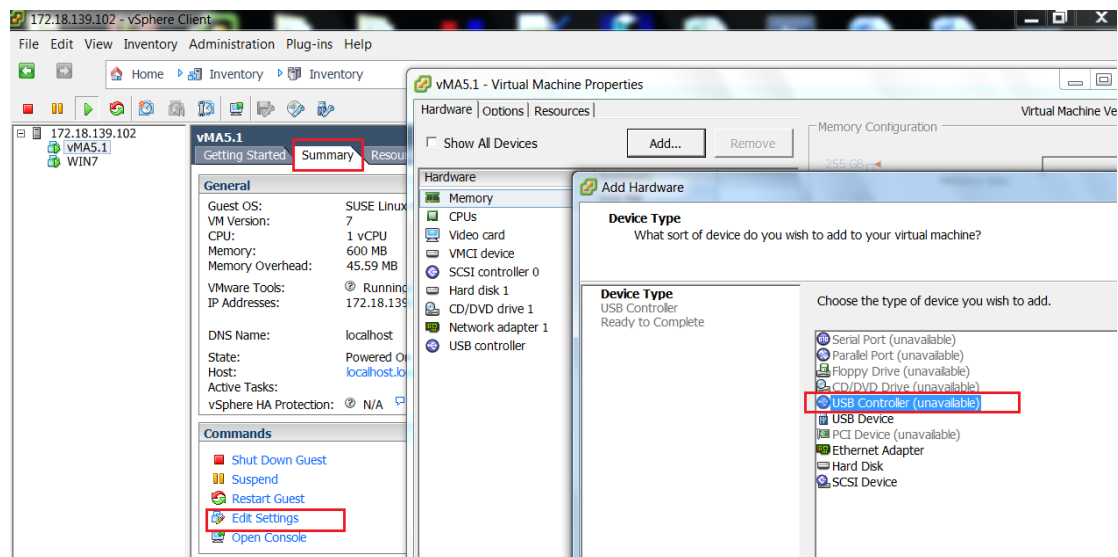 172.18.139.102 - vSphere Client
File Edit View Inventory Administration Plug-ins Help
Home Inventory Inventory
172.18.139.102
vMA5.1
WIN7
vMA5.1
Getting Started Summary
General
Guest OS: SUSE Linux
VM Version: 7
CPU: 1 vCPU
Memory: 600 MB
Memory Overhead: 45.59 MB
VMware Tools: Running
IP Addresses: 172.18.139
DNS Name: localhost
State: Powered
Host: localhost.lo
Active Tasks:
vSphere HA Protection: N/A
Commands
Shut Down Guest
Suspend
Restart Guest
Edit Settings
Open Console
vMA5.1 - Virtual Machine Properties
Hardware Options Resources
Virtual Machine Ve
Show All Devices Add... Remove
Memory Configuration
255 GB
Hardware
Memory
CPUs
Video card
VMCI device
SCSI controller 0
Hard disk 1
CD/DVD drive 1
Network adapter 1
USB controller
Add Hardware
Device Type
What sort of device do you wish to add to your virtual machine?
Device Type
USB Controller
Ready to Complete
Choose the type of device you wish to add.
Serial Port (unavailable)
Parallel Port (unavailable)
Floppy Drive (unavailable)
CD/DVD Drive (unavailable)
USB Controller (unavailable)
USB Device
PCI Device (unavailable)
Ethernet Adapter
Hard Disk
SCSI Device